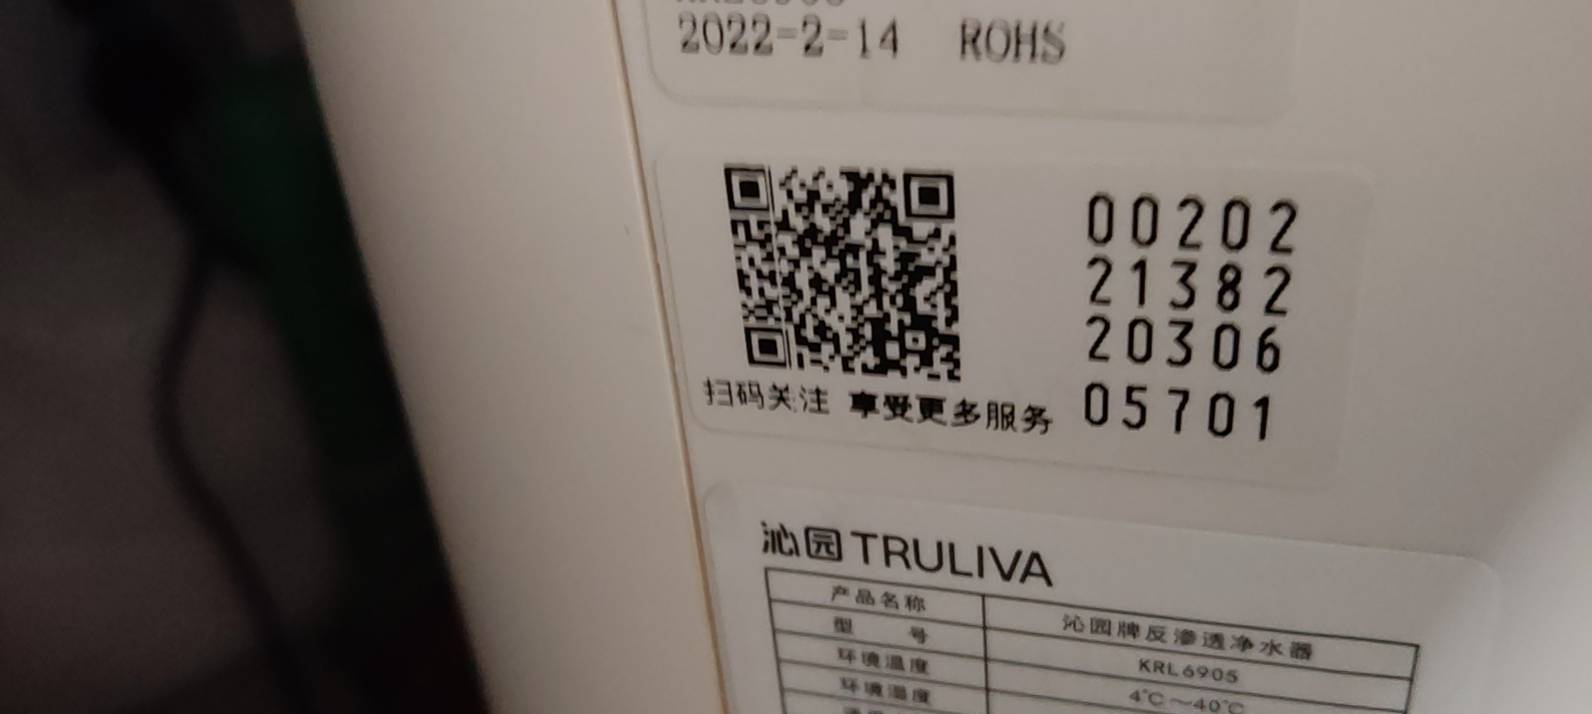 2022-2-14 ROHS
00202
21382
20306
05701
扫码关注 享受更多服务
沁园 TRULIVA
产品名称 沁园牌反渗透净水器
型 号 KRL6905
环境温度 4℃～40℃
环境湿度